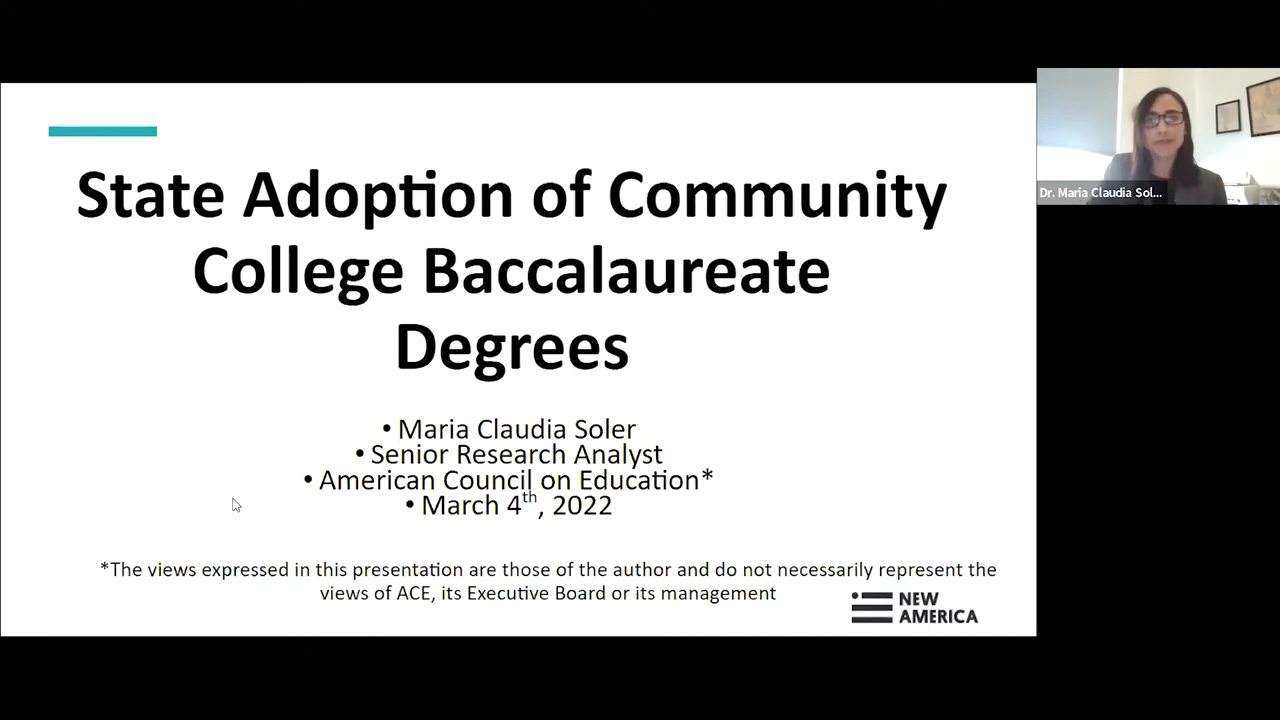 State Adoption of Community
College Baccalaureate
Degrees
• Maria Claudia Soler
• Senior Research Analyst
• American Council on Education*
• March 4th, 2022
*The views expressed in this presentation are those of the author and do not necessarily represent the
views of ACE, its Executive Board or its management
NEW
AMERICA
Dr. Maria Claudia Sol...